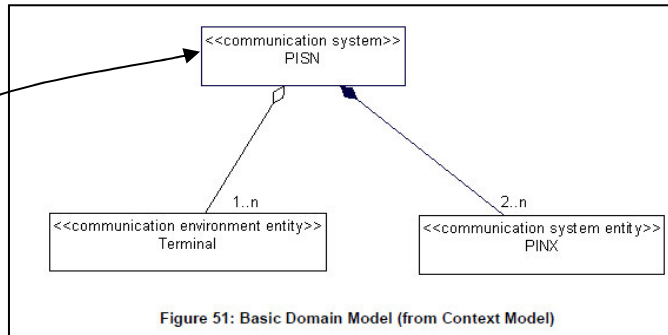 <<communication system>>
PISN
1..n
2..n
<<communication environment entity>>
Terminal
<<communication system entity>>
PINX
Figure 51: Basic Domain Model (from Context Model)